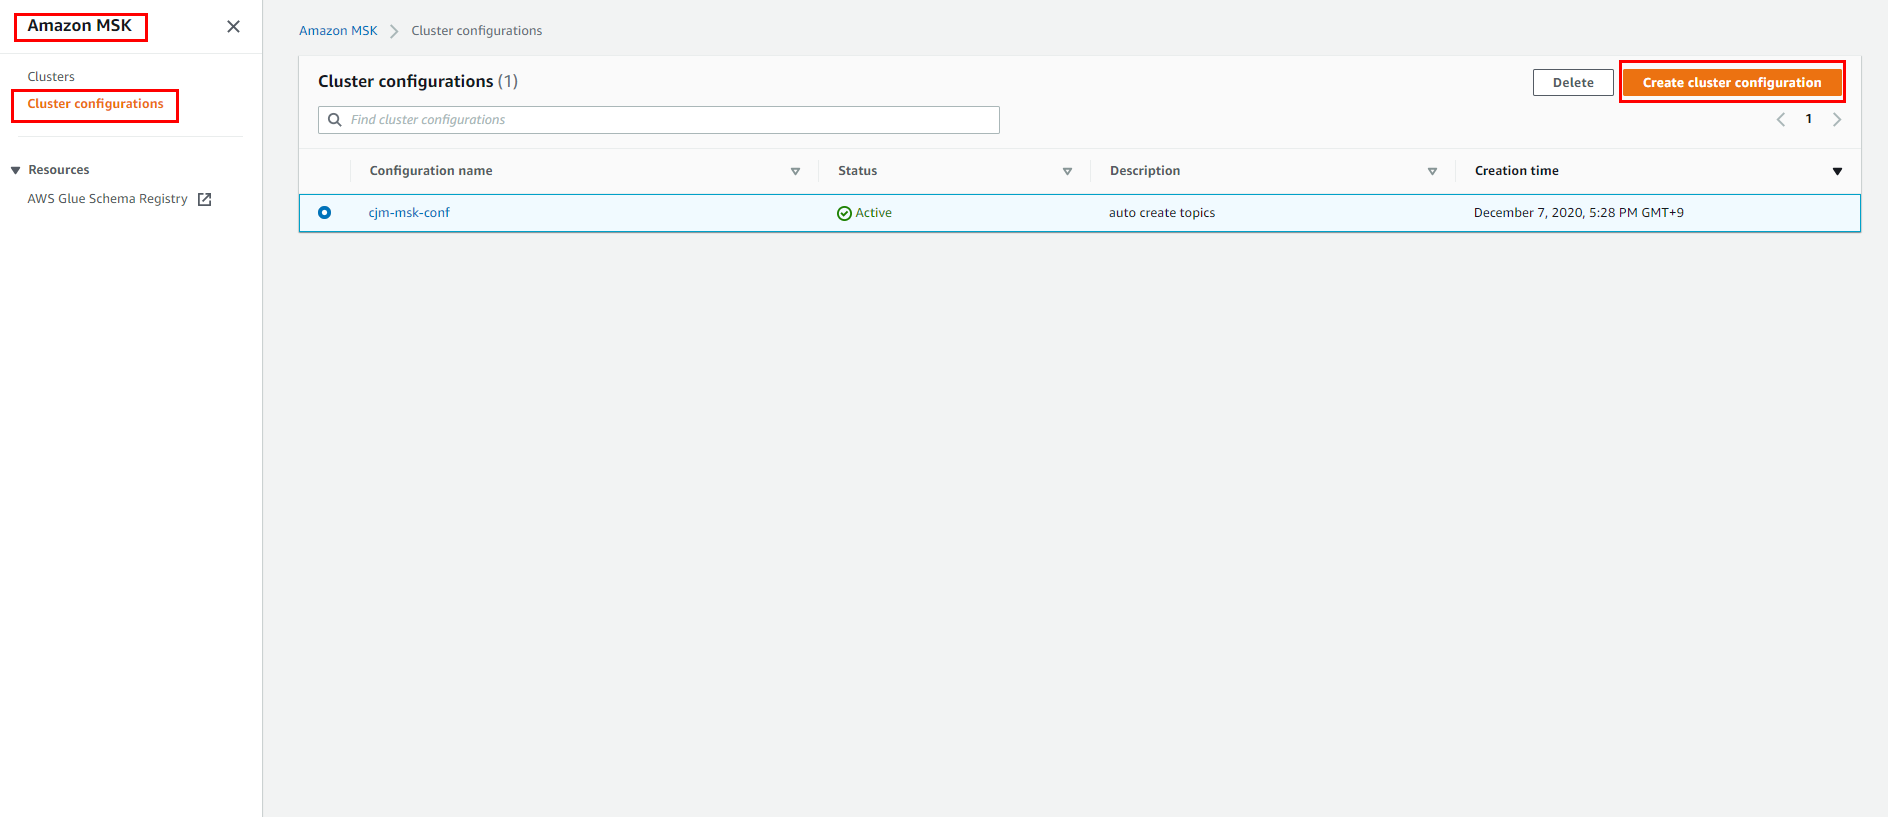 Amazon MSK
Clusters
Cluster configurations
Resources
AWS Glue Schema Registry
Amazon MSK Cluster configurations
Cluster configurations (1)
Delete Create cluster configuration
Find cluster configurations
1
Configuration name Status Description Creation time
cjm-msk-conf Active auto create topics December 7, 2020, 5:28 PM GMT+9